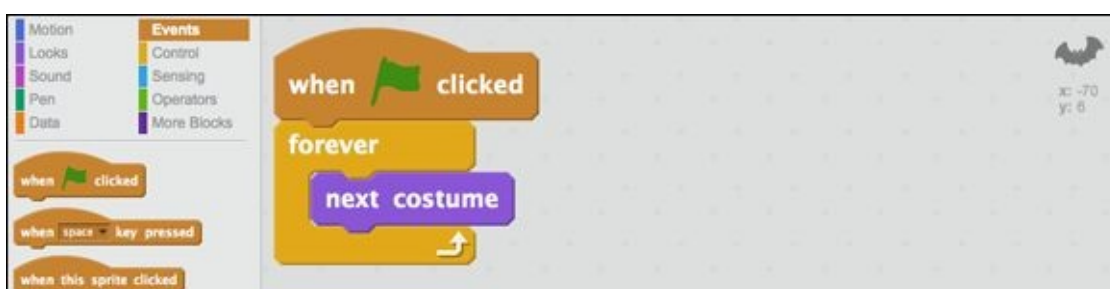 Motion
Events
Looks
Control
Sound
Sensing
Pen
Operators
Data
More Blocks
when clicked
when space key pressed
when this sprite clicked
when clicked
forever
next costume
x: -70
y: 6